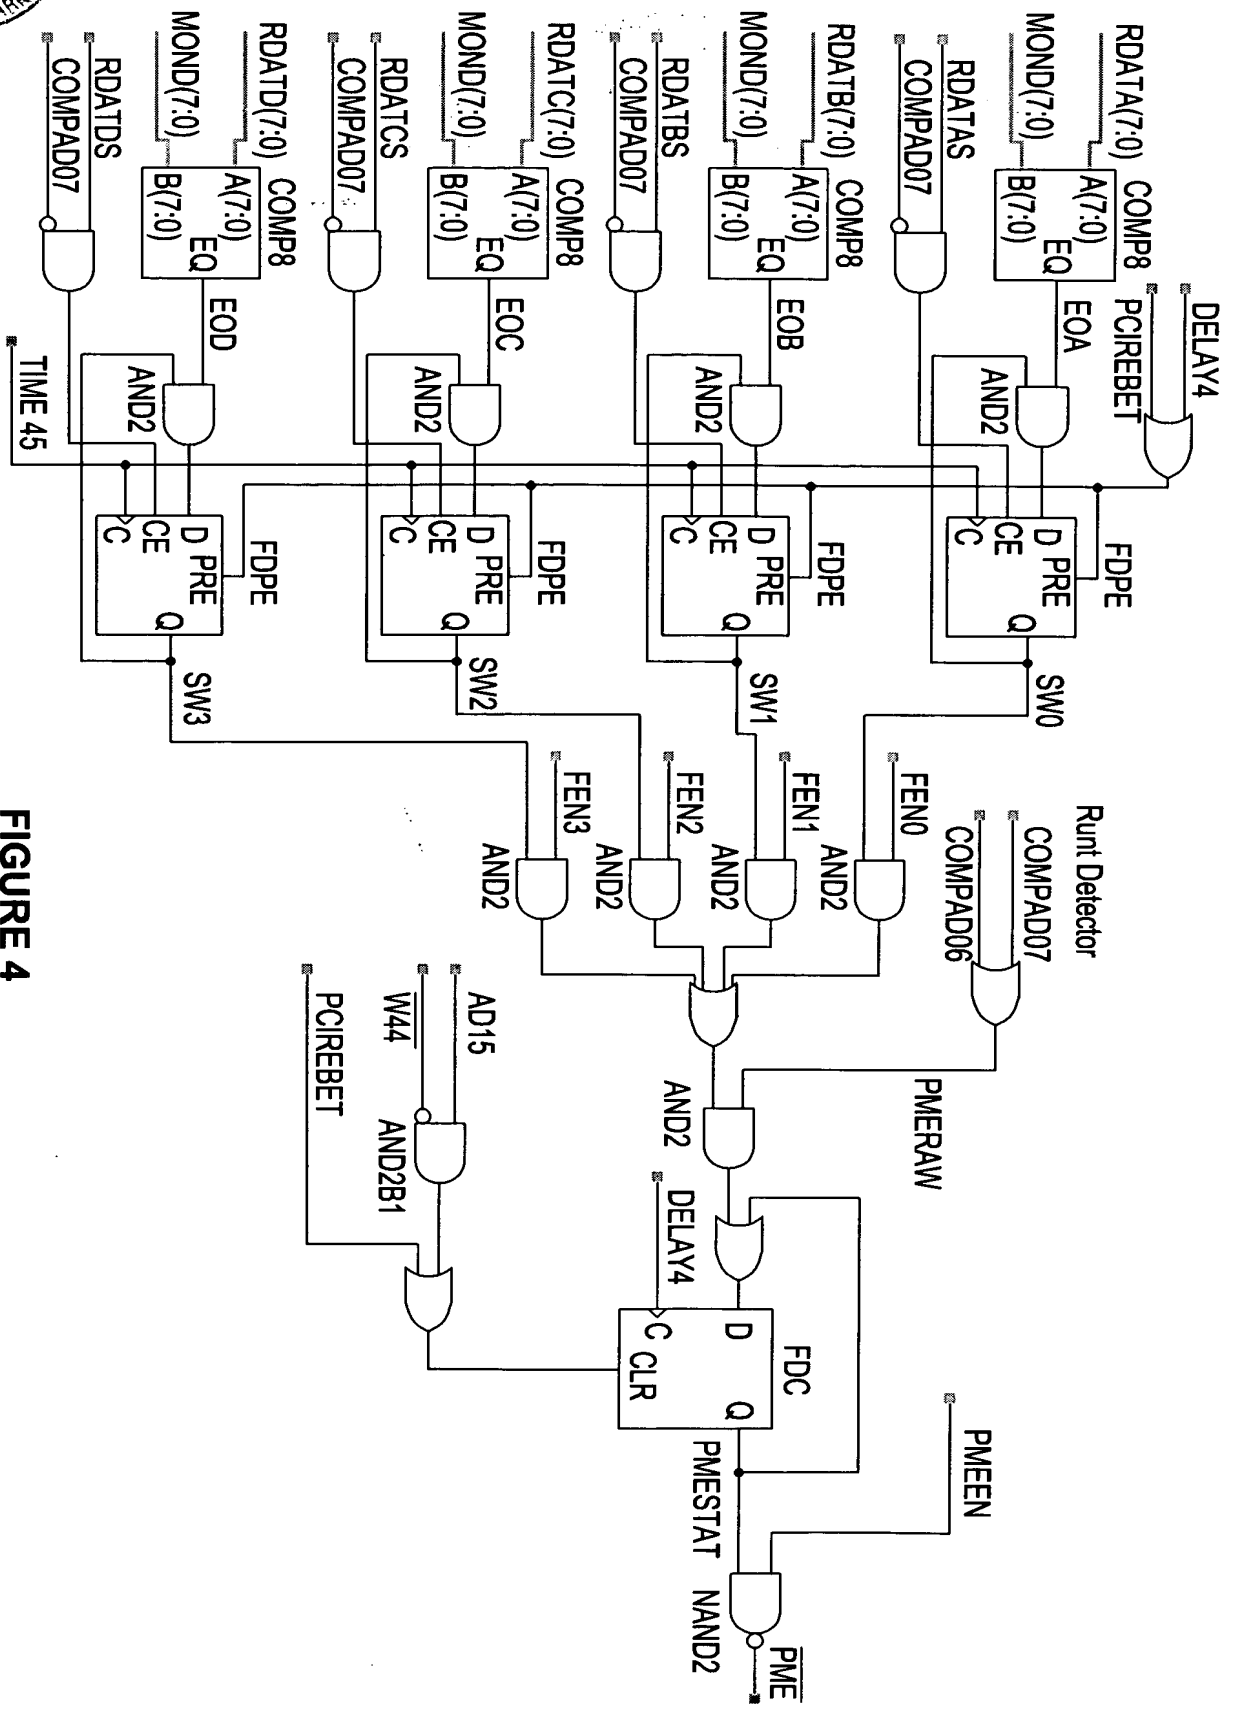 DELAY4
PCIREBET
COMP8
RDATA(7:0)
A(7:0)
MOND(7:0)
B(7:0)
EQ
EOA
AND2
RDATAS
COMPAD07
FDPE
PRE
D
CE
C
Q
SW0
FEN0
AND2
Runt Detector
COMPAD07
COMPAD06
PMERAW
COMP8
RDATB(7:0)
A(7:0)
MOND(7:0)
B(7:0)
EQ
EOB
AND2
RDATBS
COMPAD07
FDPE
PRE
D
CE
C
Q
SW1
FEN1
AND2
COMP8
RDATC(7:0)
A(7:0)
MOND(7:0)
B(7:0)
EQ
EOC
AND2
RDATCS
COMPAD07
FDPE
PRE
D
CE
C
Q
SW2
FEN2
AND2
COMP8
RDATD(7:0)
A(7:0)
MOND(7:0)
B(7:0)
EQ
EOD
AND2
RDATDS
COMPAD07
FDPE
PRE
D
CE
C
Q
SW3
FEN3
AND2
TIME 45
AND2
DELAY4
FDC
D
C
CLR
Q
PMESTAT
PMEEN
NAND2
PME
AD15
W44
AND2B1
PCIREBET
FIGURE 4